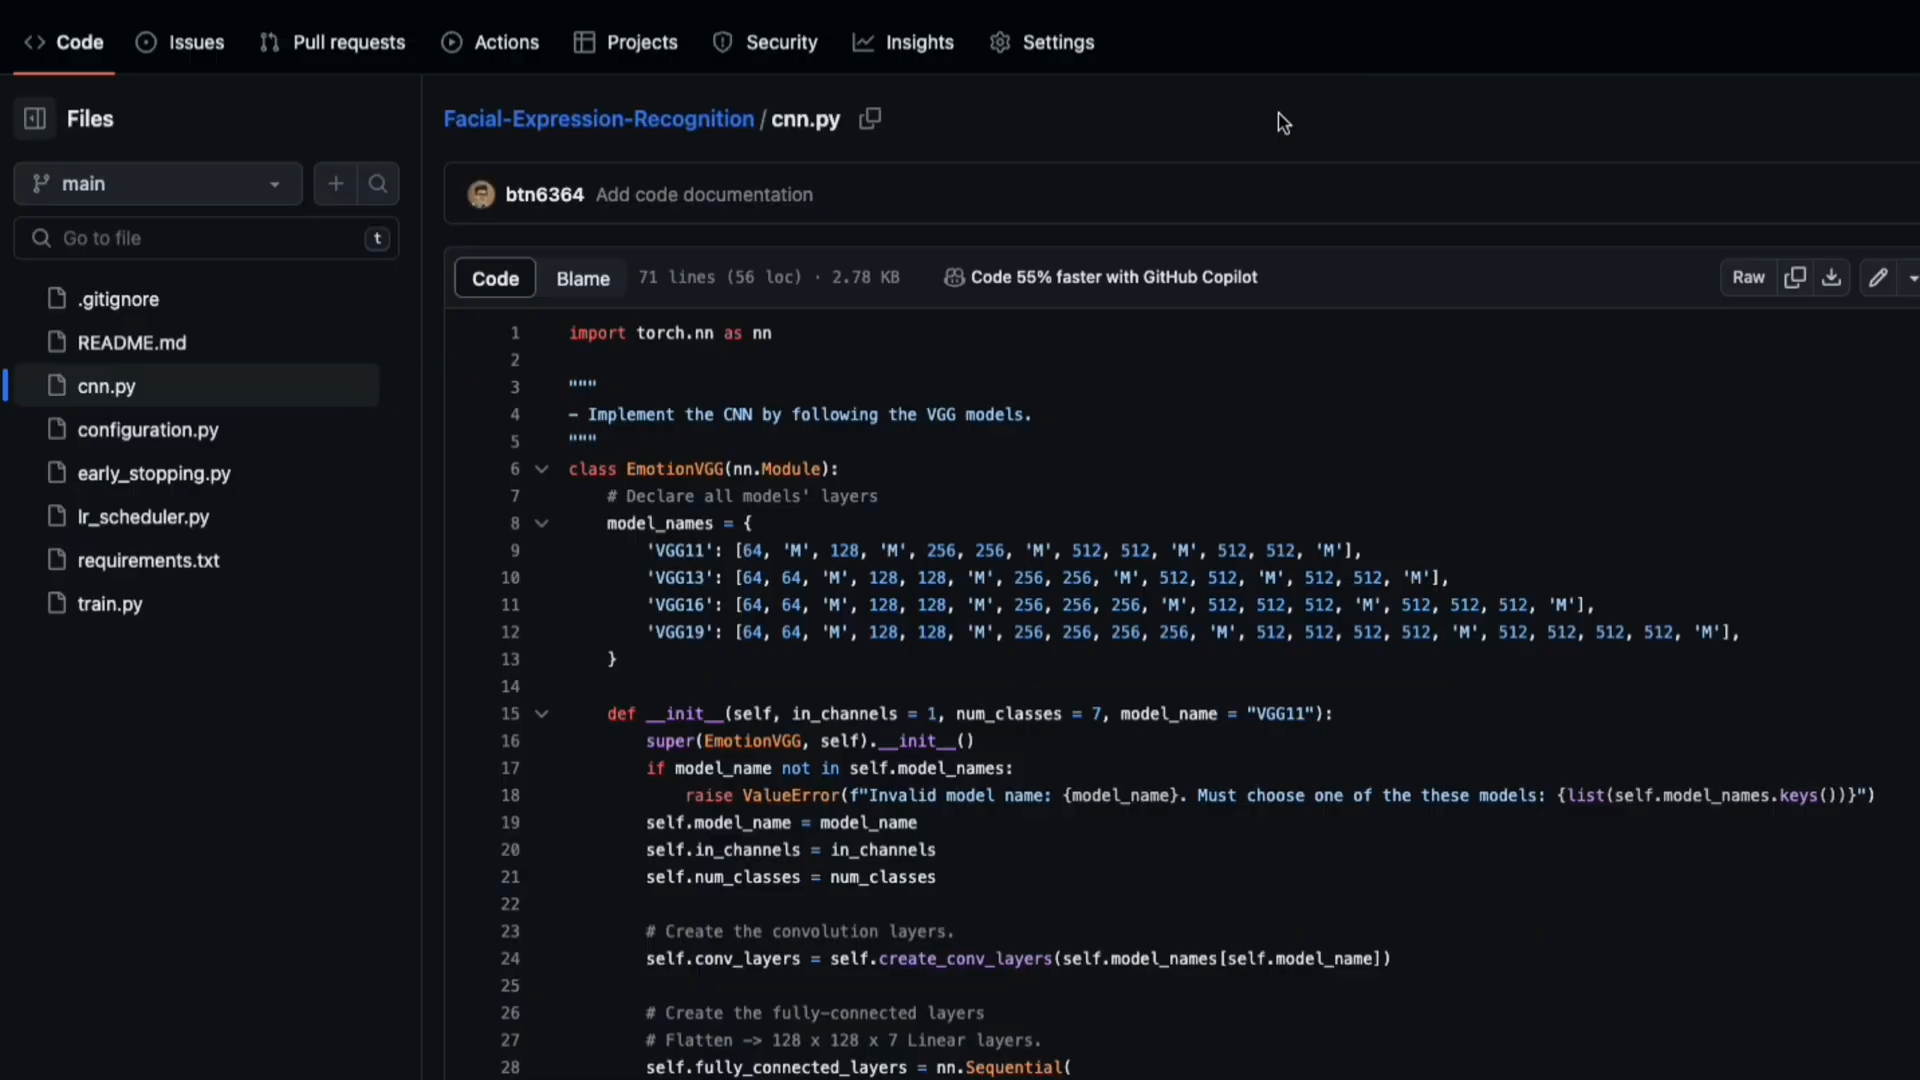 Code Issues Pull requests Actions Projects Security Insights Settings
Files
main
Go to file t
.gitignore
README.md
cnn.py
configuration.py
early_stopping.py
lr_scheduler.py
requirements.txt
train.py
Facial-Expression-Recognition / cnn.py
btn6364 Add code documentation
Code Blame 71 lines (56 loc) · 2.78 KB Code 55% faster with GitHub Copilot Raw
1 import torch.nn as nn
2
3 """
4 - Implement the CNN by following the VGG models.
5 """
6 class EmotionVGG(nn.Module):
7 # Declare all models' layers
8 model_names = {
9 'VGG11': [64, 'M', 128, 'M', 256, 256, 'M', 512, 512, 'M', 512, 512, 'M'],
10 'VGG13': [64, 64, 'M', 128, 128, 'M', 256, 256, 'M', 512, 512, 'M', 512, 512, 'M'],
11 'VGG16': [64, 64, 'M', 128, 128, 'M', 256, 256, 256, 'M', 512, 512, 512, 'M', 512, 512, 512, 'M'],
12 'VGG19': [64, 64, 'M', 128, 128, 'M', 256, 256, 256, 256, 'M', 512, 512, 512, 512, 'M', 512, 512, 512, 512, 'M'],
13 }
14
15 def __init__(self, in_channels = 1, num_classes = 7, model_name = "VGG11"):
16 super(EmotionVGG, self).__init__()
17 if model_name not in self.model_names:
18 raise ValueError(f"Invalid model name: {model_name}. Must choose one of the these models: {list(self.model_names.keys())}")
19 self.model_name = model_name
20 self.in_channels = in_channels
21 self.num_classes = num_classes
22
23 # Create the convolution layers.
24 self.conv_layers = self.create_conv_layers(self.model_names[self.model_name])
25
26 # Create the fully-connected layers
27 # Flatten -> 128 x 128 x 7 Linear layers.
28 self.fully_connected_layers = nn.Sequential(